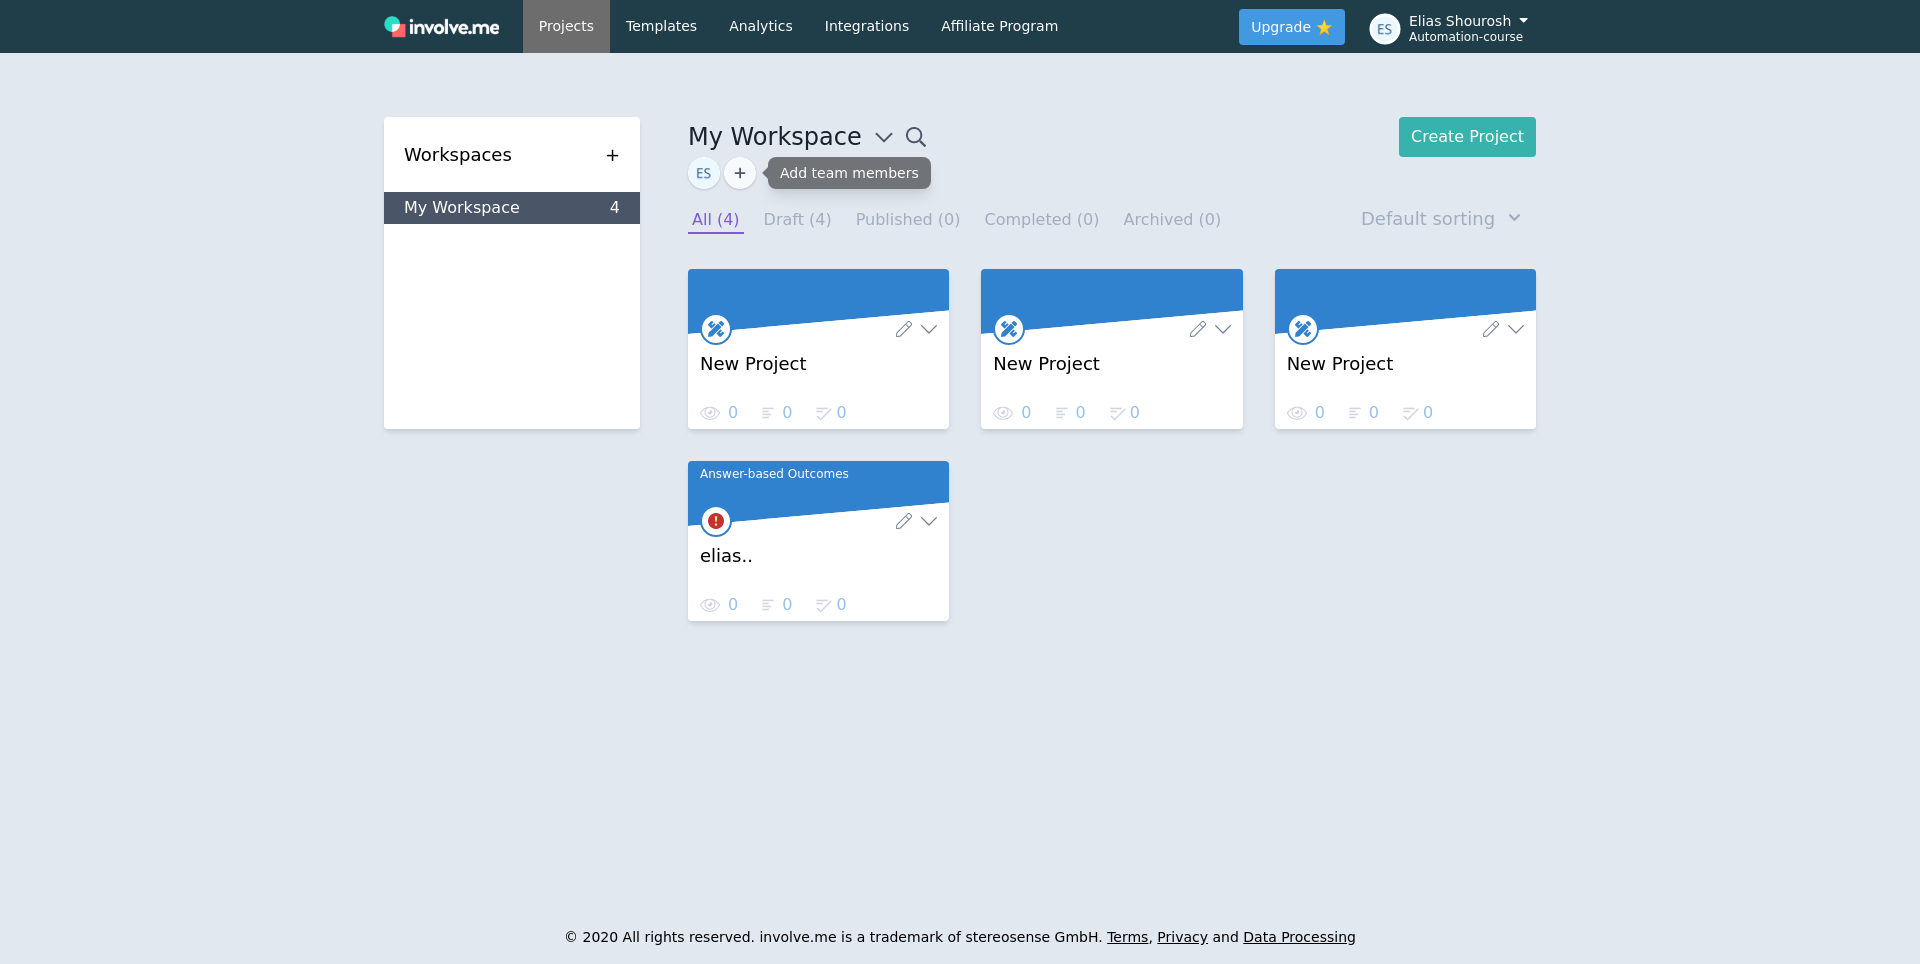 involve.me
Projects
Templates
Analytics
Integrations
Affiliate Program
Upgrade
ES
Elias Shourosh
Automation-course
Workspaces
My Workspace 4
My Workspace
Create Project
ES
Add team members
All (4)
Draft (4)
Published (0)
Completed (0)
Archived (0)
Default sorting
New Project
0 0 0
New Project
0 0 0
New Project
0 0 0
Answer-based Outcomes
elias..
0 0 0
© 2020 All rights reserved. involve.me is a trademark of stereosense GmbH. Terms, Privacy and Data Processing